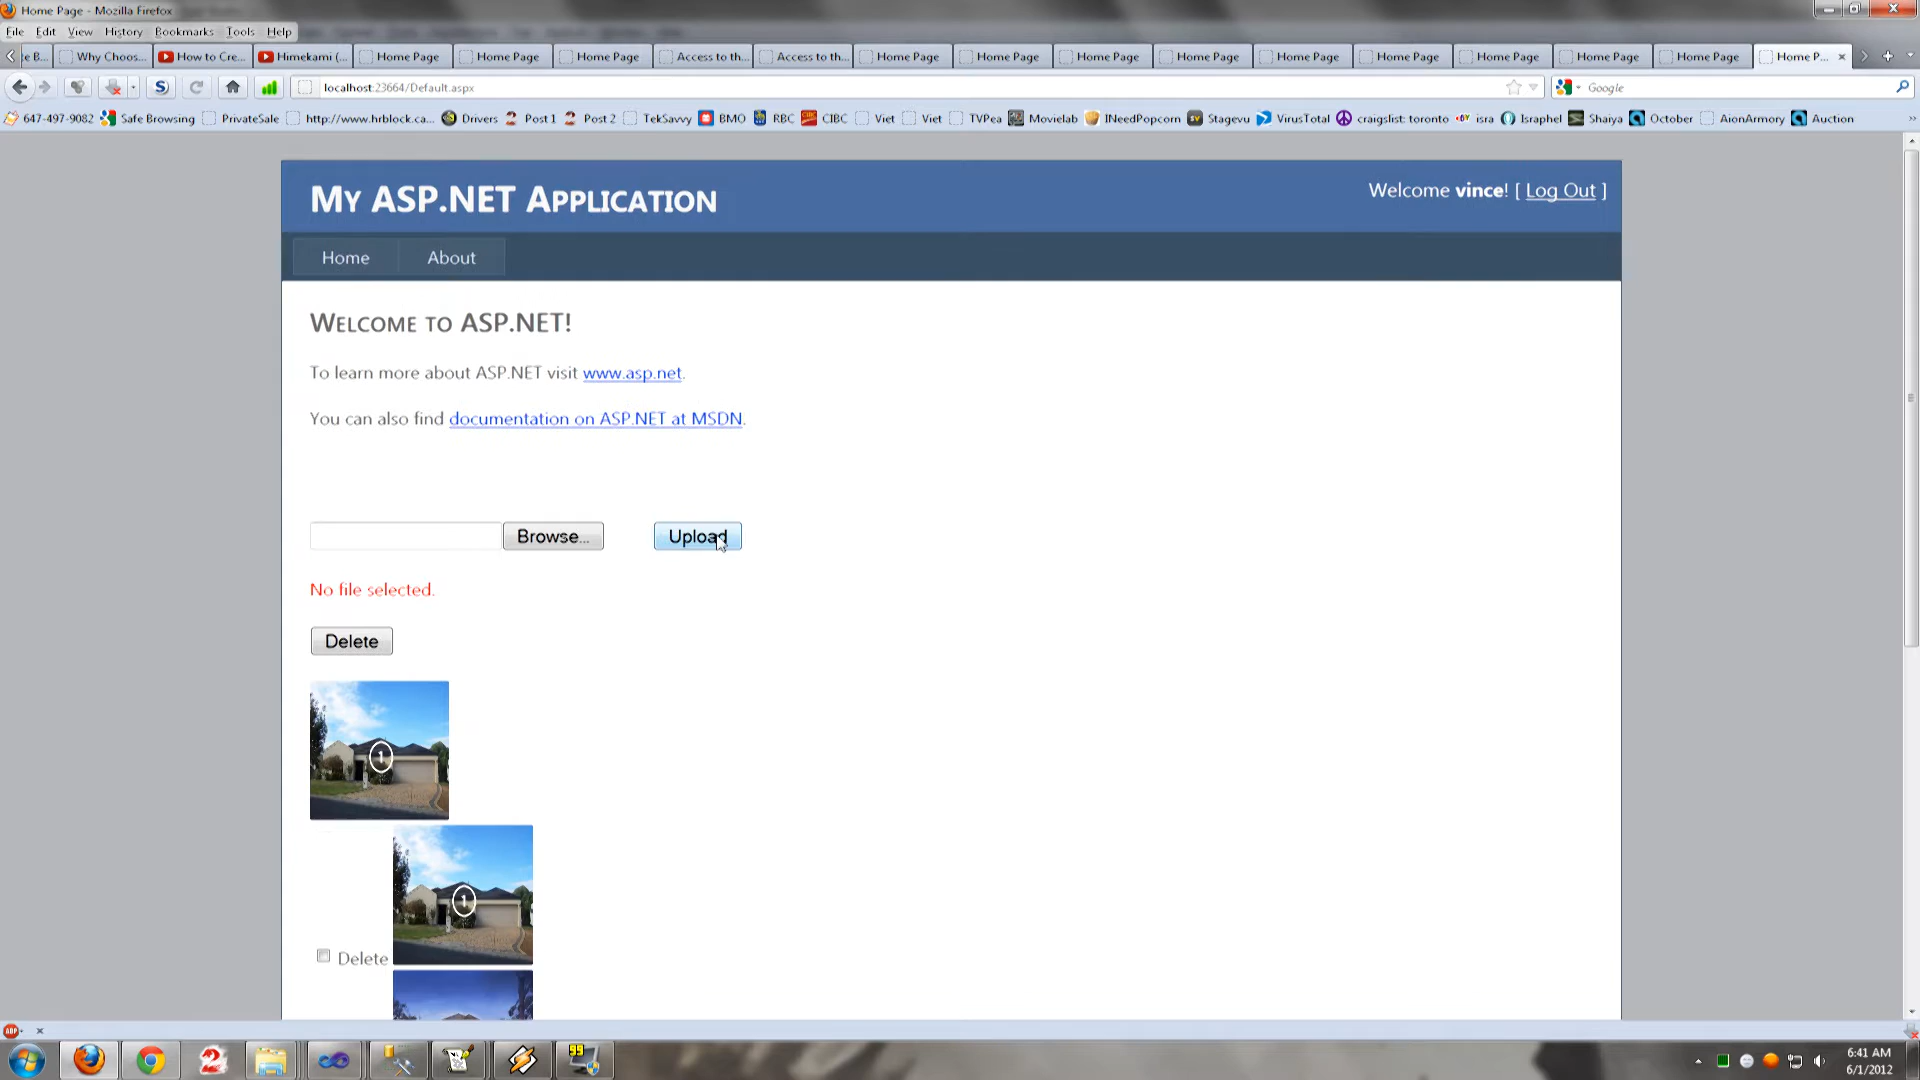 Home Page - Mozilla Firefox
File Edit View History Bookmarks Tools Help
e B... Why Choos... How to Cre... Himekami (... Home Page Home Page Home Page Access to th... Access to th... Home Page Home Page Home Page Home Page Home Page Home Page Home Page Home Page Home Page Home P...
localhost:23664/Default.aspx Google
647-497-9082 Safe Browsing PrivateSale http://www.hrblock.ca... Drivers Post 1 Post 2 TekSavvy BMO RBC CIBC Viet Viet TVPea Movielab INeedPopcorn Stagevu VirusTotal craigslist: toronto isra Israphel Shaiya October AionArmory Auction
MY ASP.NET APPLICATION
Welcome vince! [ Log Out ]
Home About
WELCOME TO ASP.NET!
To learn more about ASP.NET visit www.asp.net.
You can also find documentation on ASP.NET at MSDN.
Browse... Upload
No file selected.
Delete
1
1
Delete
ABP
99
6:41 AM
6/1/2012